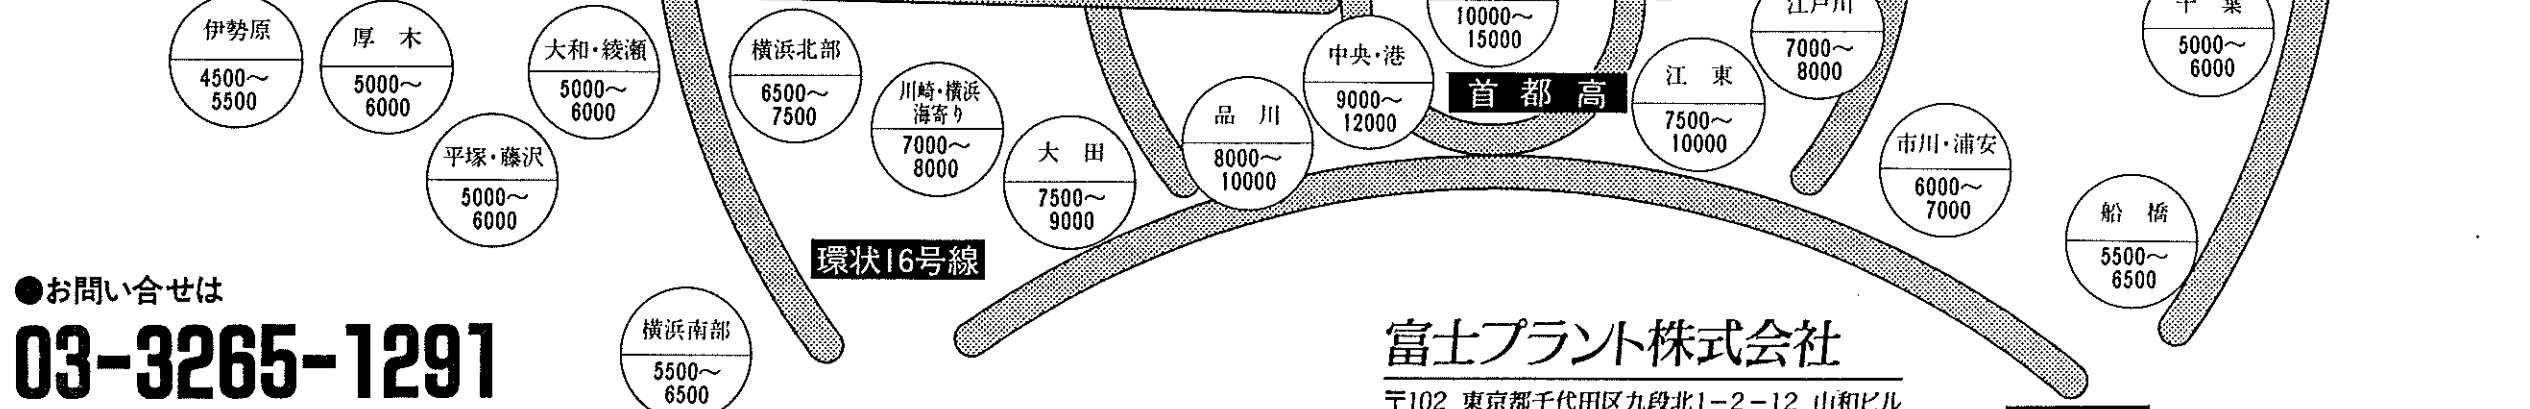 伊勢原
4500～
5500
厚　木
5000～
6000
大和・綾瀬
5000～
6000
平塚・藤沢
5000～
6000
横浜北部
6500～
7500
川崎・横浜
海寄り
7000～
8000
大　田
7500～
9000
品　川
8000～
10000
中央・港
9000～
12000
10000～
15000
首都高
江　東
7500～
10000
江戸川
7000～
8000
市川・浦安
6000～
7000
千　葉
5000～
6000
船　橋
5500～
6500
環状16号線
横浜南部
5500～
6500
●お問い合せは
03-3265-1291
富士プラント株式会社
〒102 東京都千代田区九段北1-2-12 山和ビル